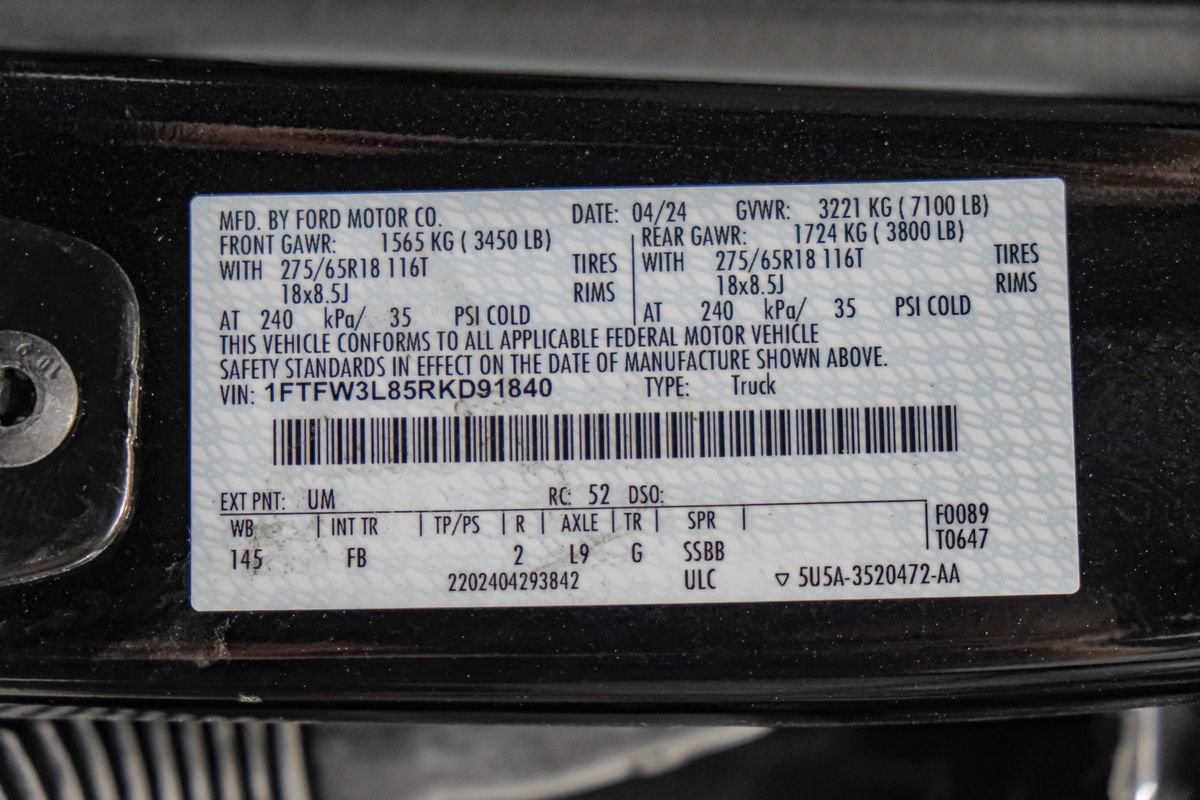 MFD. BY FORD MOTOR CO. DATE: 04/24 GVWR: 3221 KG ( 7100 LB)
FRONT GAWR: 1565 KG ( 3450 LB) REAR GAWR: 1724 KG ( 3800 LB)
WITH 275/65R18 116T TIRES WITH 275/65R18 116T TIRES
18x8.5J RIMS 18x8.5J RIMS
AT 240 kPa/ 35 PSI COLD AT 240 kPa/ 35 PSI COLD
THIS VEHICLE CONFORMS TO ALL APPLICABLE FEDERAL MOTOR VEHICLE
SAFETY STANDARDS IN EFFECT ON THE DATE OF MANUFACTURE SHOWN ABOVE.
VIN: 1FTFW3L85RKD91840 TYPE: Truck
EXT PNT: UM RC: 52 DSO:
WB INT TR TP/PS R AXLE TR SPR F0089
145 FB 2 L9 G SSBB T0647
2202404293842 ULC ▽ 5U5A-3520472-AA